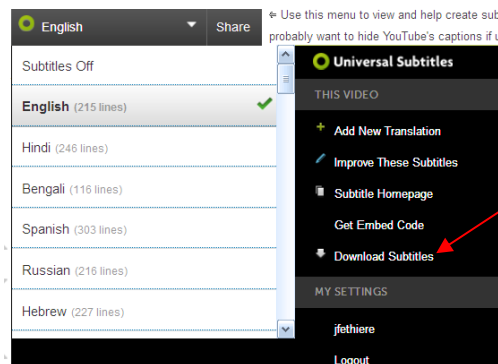 English
Share
⇐ Use this menu to view and help create sub
probably want to hide YouTube's captions if
Subtitles Off
English (215 lines)
Hindi (246 lines)
Bengali (116 lines)
Spanish (303 lines)
Russian (216 lines)
Hebrew (227 lines)
Universal Subtitles
THIS VIDEO
Add New Translation
Improve These Subtitles
Subtitle Homepage
Get Embed Code
Download Subtitles
MY SETTINGS
jfethiere
Logout